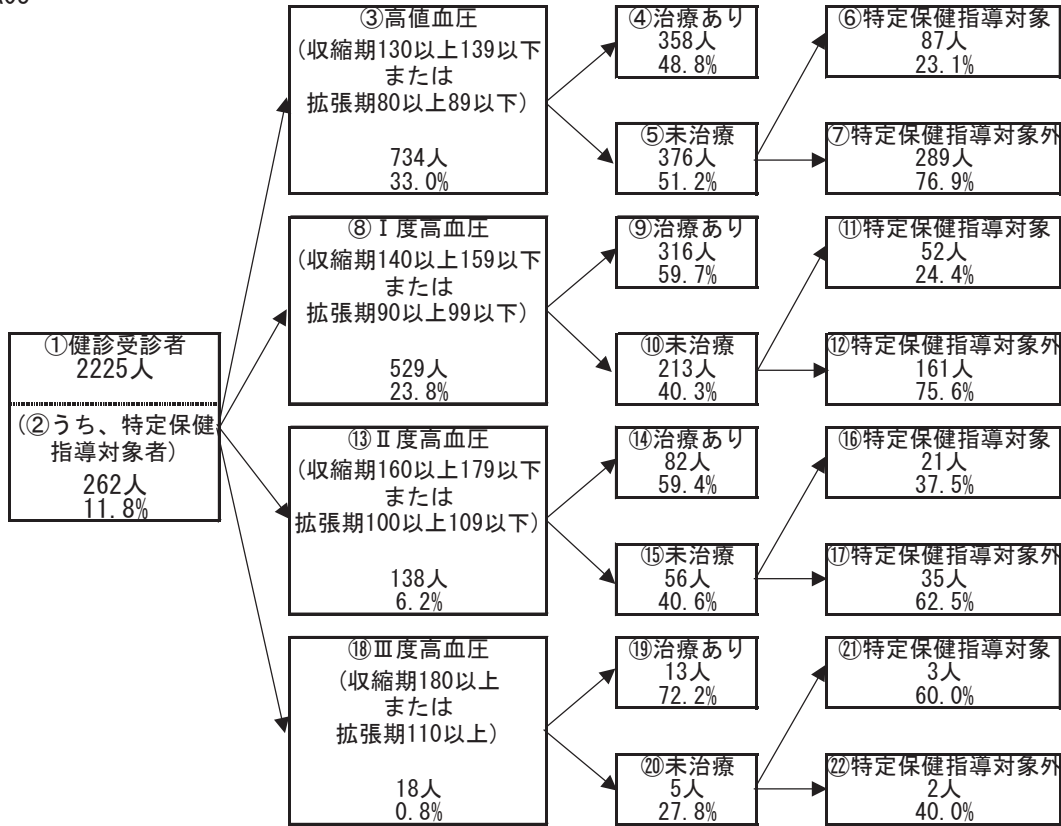 ①健診受診者
2225人
(②うち、特定保健
指導対象者)
262人
11.8%
③高値血圧
(収縮期130以上139以下
または
拡張期80以上89以下)
734人
33.0%
④治療あり
358人
48.8%
⑤未治療
376人
51.2%
⑥特定保健指導対象
87人
23.1%
⑦特定保健指導対象外
289人
76.9%
⑧Ⅰ度高血圧
(収縮期140以上159以下
または
拡張期90以上99以下)
529人
23.8%
⑨治療あり
316人
59.7%
⑩未治療
213人
40.3%
⑪特定保健指導対象
52人
24.4%
⑫特定保健指導対象外
161人
75.6%
⑬Ⅱ度高血圧
(収縮期160以上179以下
または
拡張期100以上109以下)
138人
6.2%
⑭治療あり
82人
59.4%
⑮未治療
56人
40.6%
⑯特定保健指導対象
21人
37.5%
⑰特定保健指導対象外
35人
62.5%
⑱Ⅲ度高血圧
(収縮期180以上
または
拡張期110以上)
18人
0.8%
⑲治療あり
13人
72.2%
⑳未治療
5人
27.8%
㉑特定保健指導対象
3人
60.0%
㉒特定保健指導対象外
2人
40.0%